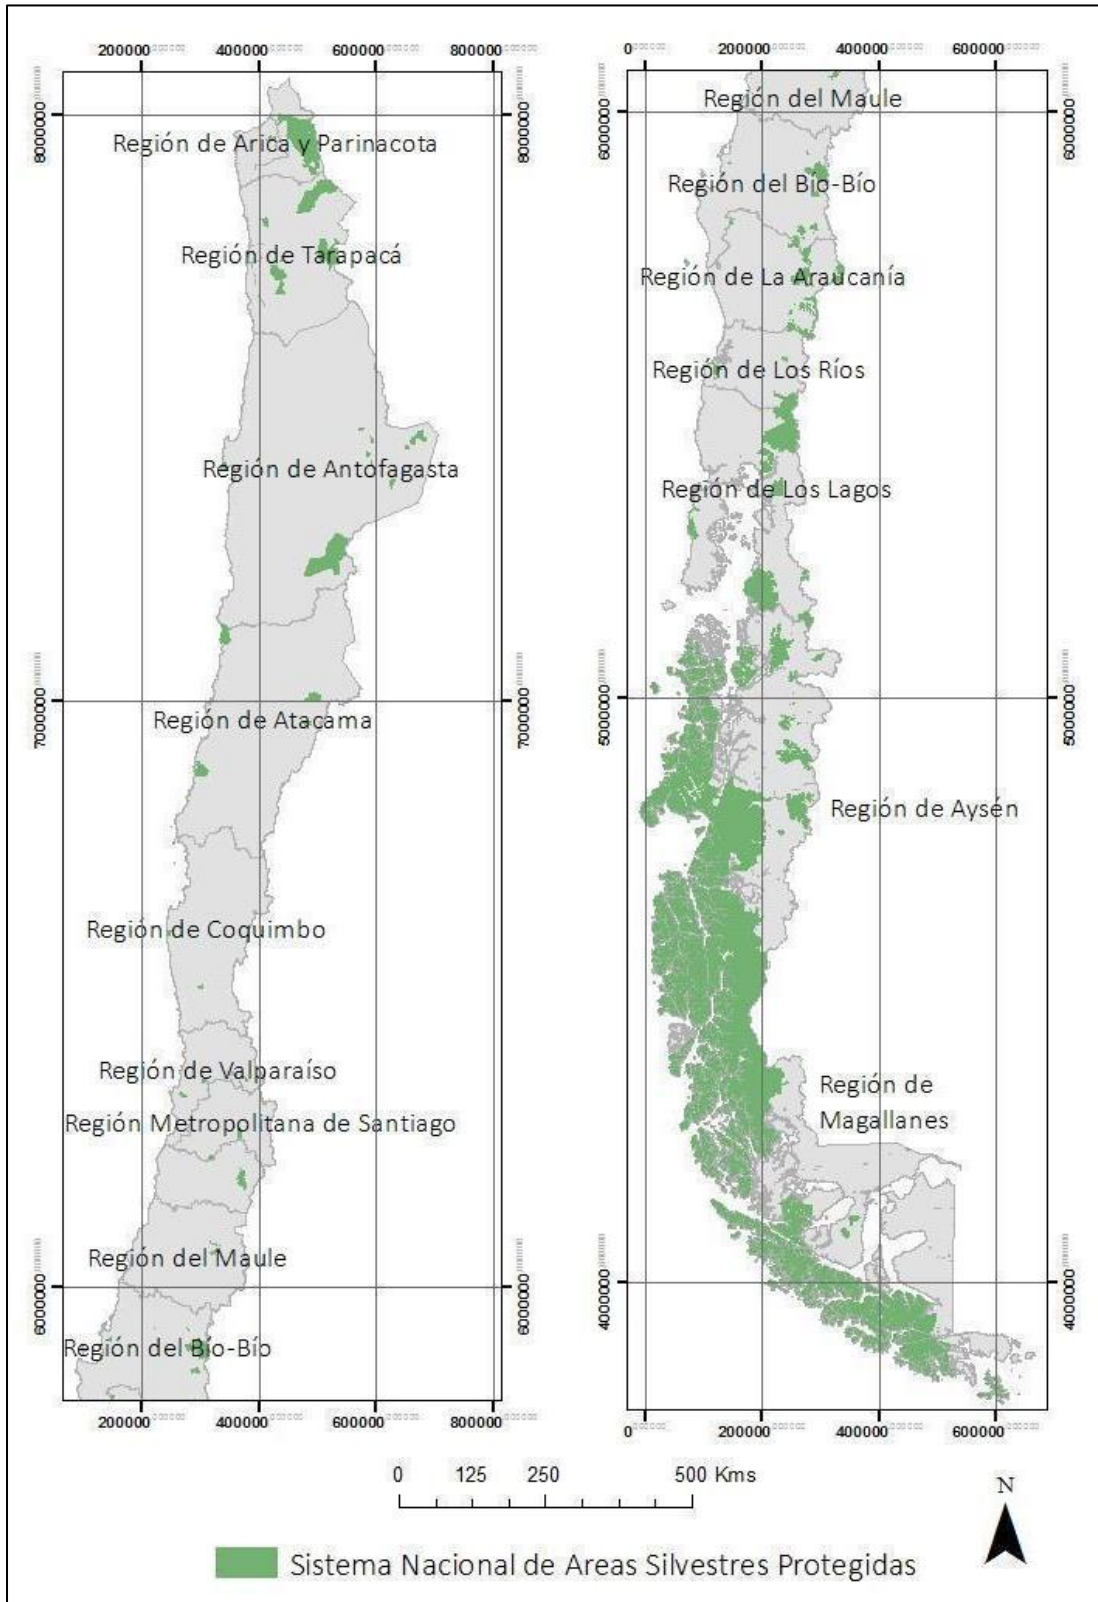 200000 400000 600000 800000
0 200000 400000 600000
8000000
8000000
6000000
6000000
Región del Maule
Región de Arica y Parinacota
Región del Bío-Bío
Región de Tarapacá
Región de La Araucanía
Región de Los Ríos
Región de Antofagasta
Región de Los Lagos
7000000
7000000
5000000
5000000
Región de Atacama
Región de Aysén
Región de Coquimbo
Región de Valparaíso
Región de
Magallanes
Región Metropolitana de Santiago
Región del Maule
6000000
6000000
4000000
4000000
Región del Bío-Bío
200000 400000 600000 800000
0 200000 400000 600000
0 125 250 500 Kms
N
Sistema Nacional de Areas Silvestres Protegidas